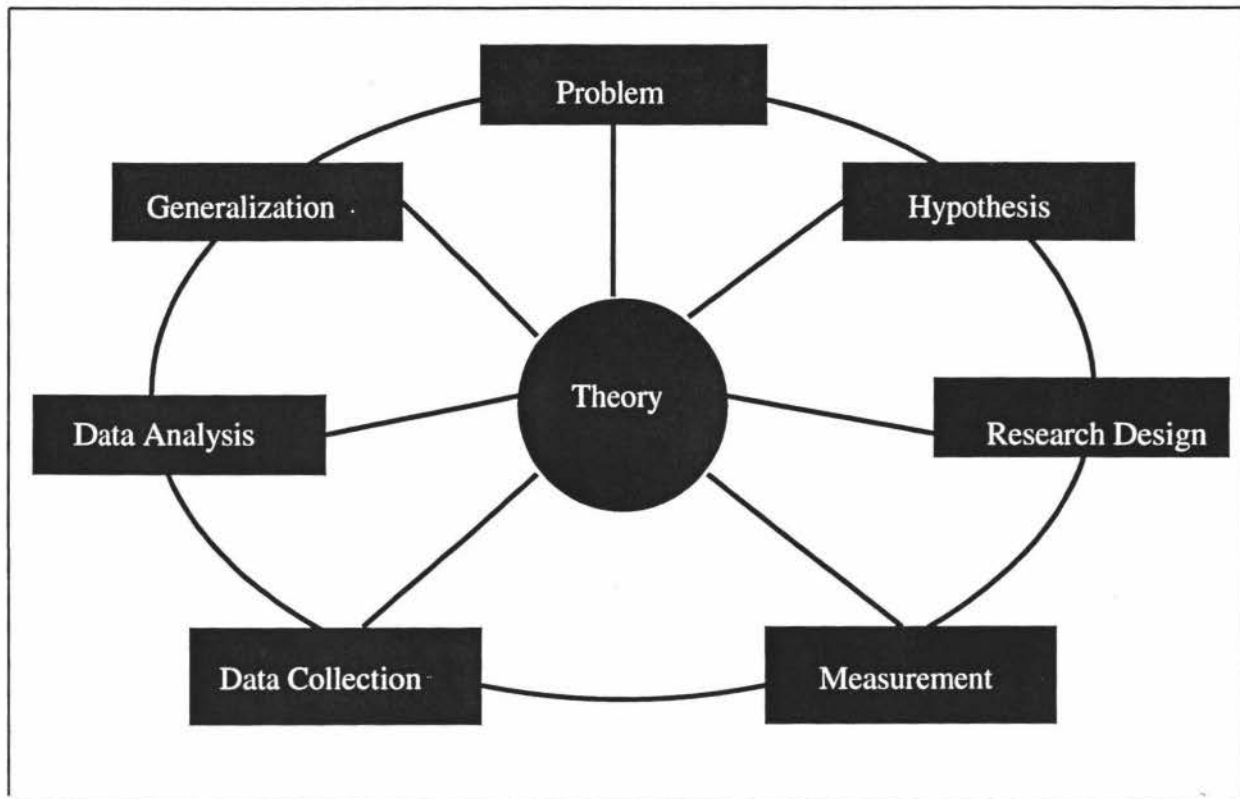 Problem
Generalization
Hypothesis
Theory
Data Analysis
Research Design
Data Collection
Measurement